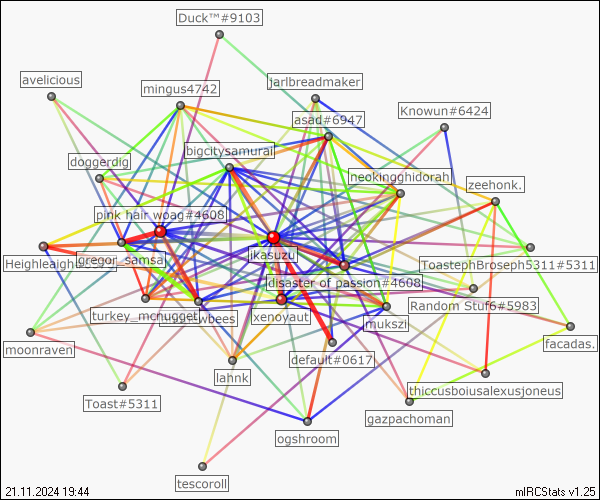 Duck™#9103
avelicious
mingus4742
jarlbreadmaker
Knowun#6424
asad#6947
bigcitysamurai
doggerdig
neokingghidorah
zeehonk.
pink hair woag#4608
jkasuzu
gregor_samsa
ToastephBroseph5311#5311
disaster of passion#4608
Random Stuf6#5983
turkey_mcnugget
xenoyaut
mukszi
facadas.
moonraven
default#0617
lahnk
thiccusboiusalexusjoneus
Toast#5311
gazpachoman
ogshroom
tescoroll
21.11.2024 19:44
mIRCStats v1.25